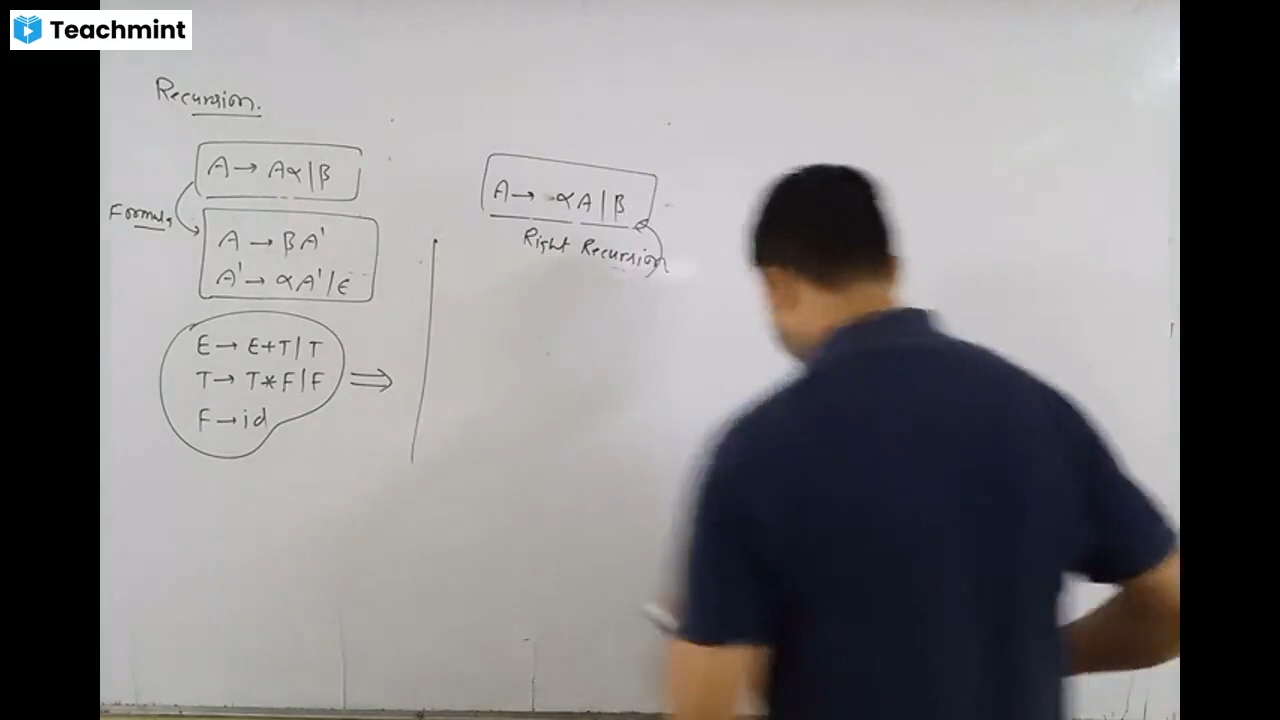 Teachmint
Recursion.
A → Aα | β
Formula
A → βA'
A' → αA' | ϵ
E → E+T | T
T → T*F | F
F → id
⇒
A → αA | β
Right Recursion